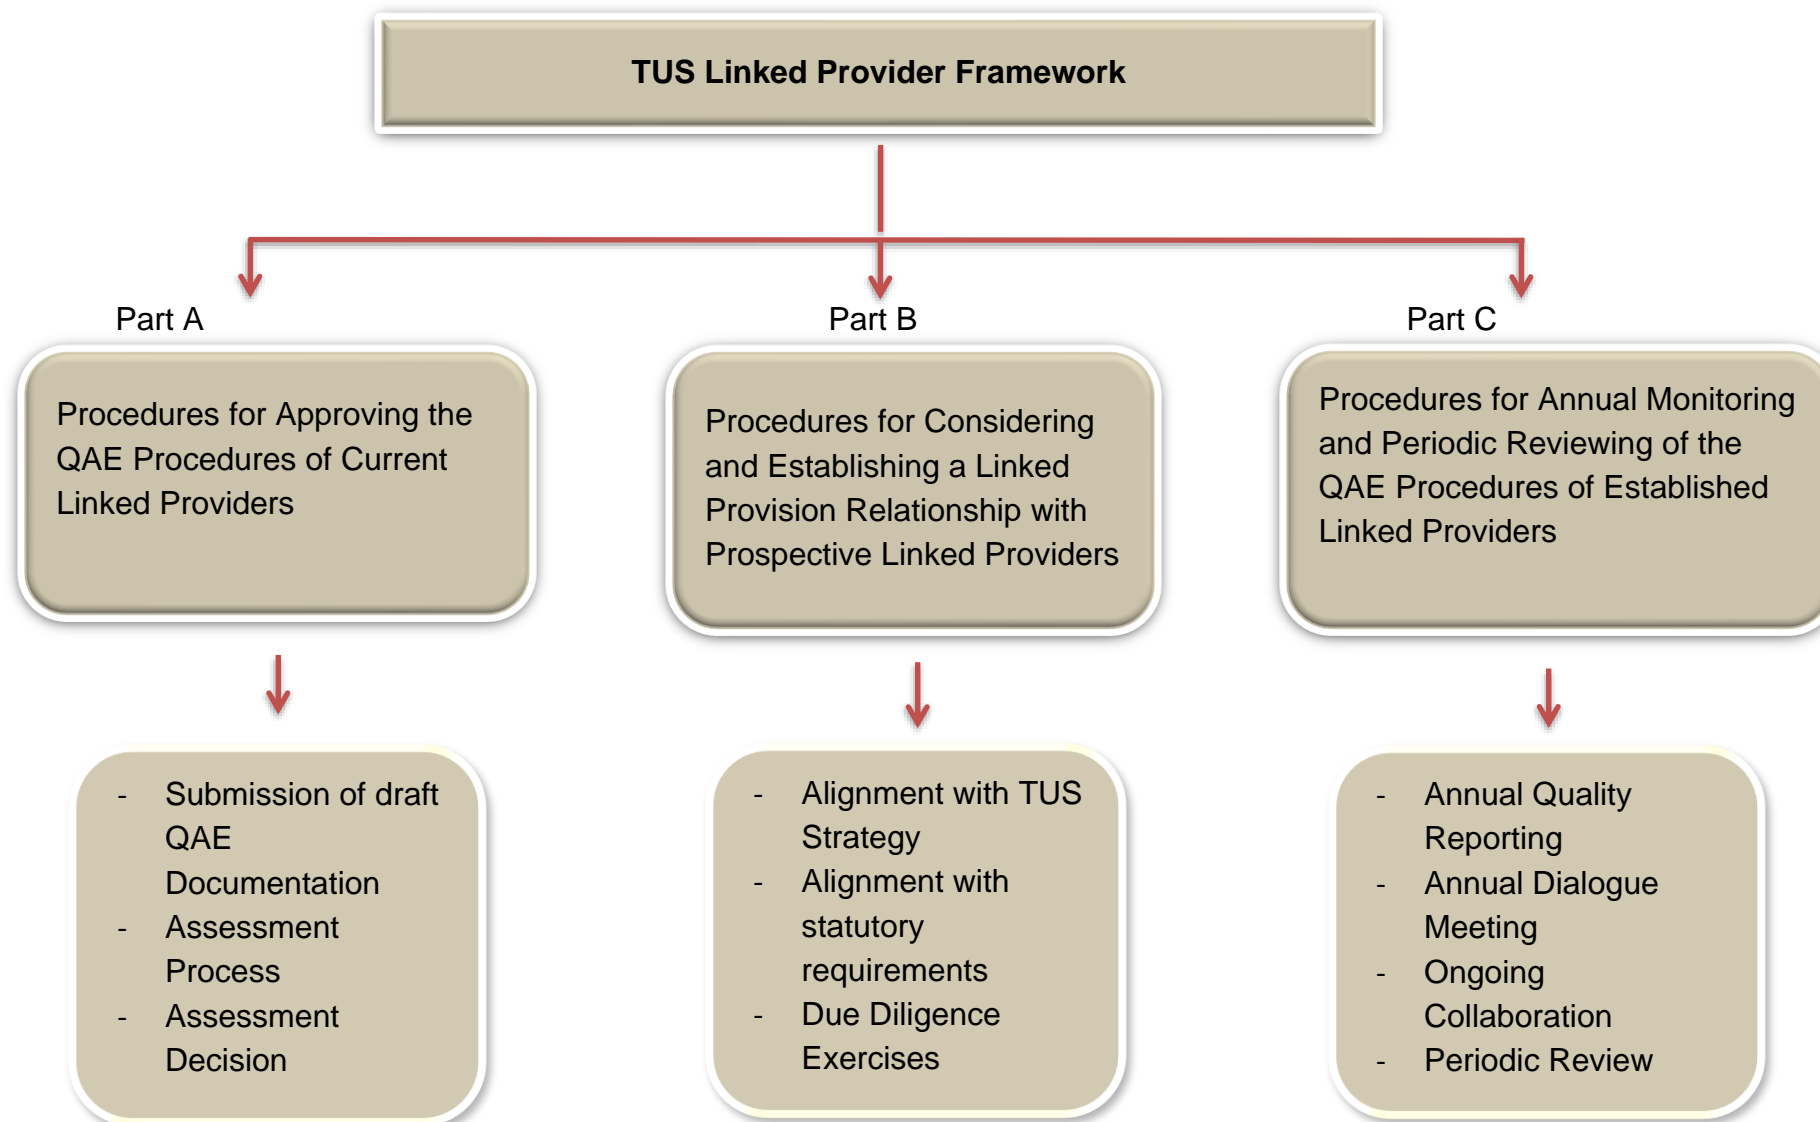 TUS Linked Provider Framework
Part A
Procedures for Approving the
QAE Procedures of Current
Linked Providers
- Submission of draft
QAE
Documentation
- Assessment
Process
- Assessment
Decision
Part B
Procedures for Considering
and Establishing a Linked
Provision Relationship with
Prospective Linked Providers
- Alignment with TUS
Strategy
- Alignment with
statutory
requirements
- Due Diligence
Exercises
Part C
Procedures for Annual Monitoring
and Periodic Reviewing of the
QAE Procedures of Established
Linked Providers
- Annual Quality
Reporting
- Annual Dialogue
Meeting
- Ongoing
Collaboration
- Periodic Review